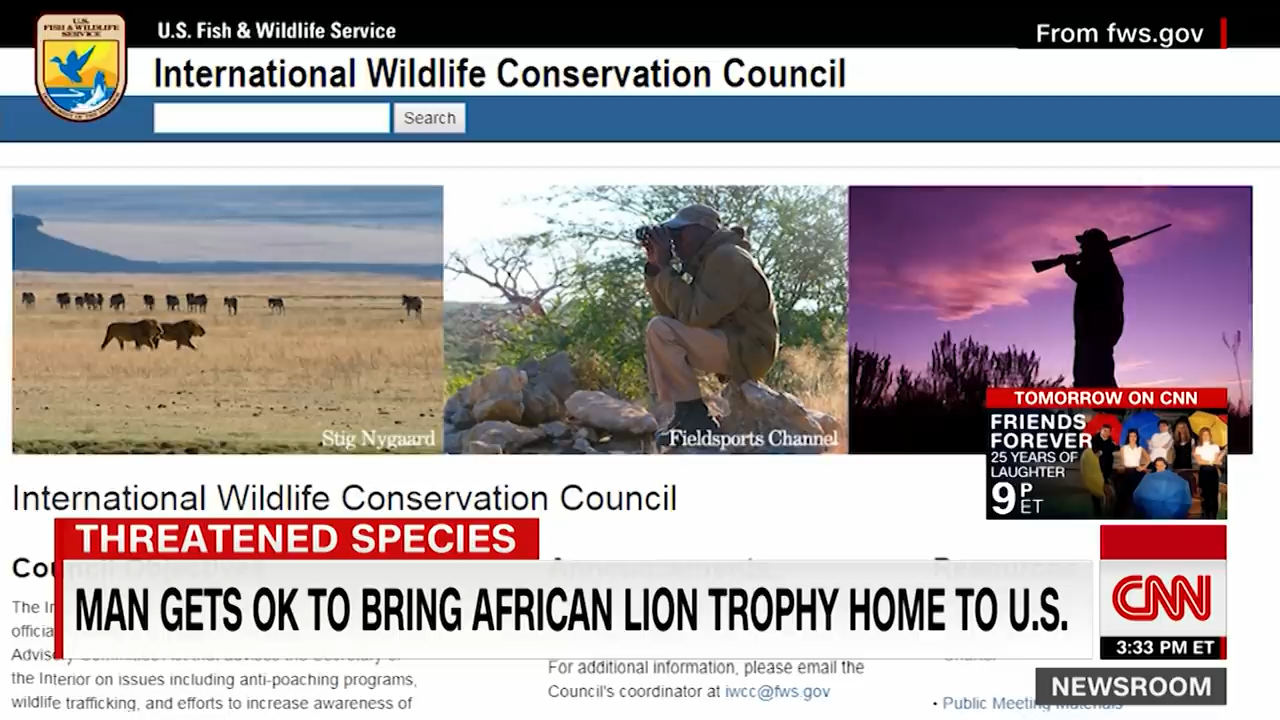 U.S.
FISH & WILDLIFE
SERVICE
U.S. Fish & Wildlife Service
From fws.gov
International Wildlife Conservation Council
Search
Stig Nygaard
Fieldsports Channel
TOMORROW ON CNN
FRIENDS
FOREVER
25 YEARS OF
LAUGHTER
9 P ET
International Wildlife Conservation Council
THREATENED SPECIES
MAN GETS OK TO BRING AFRICAN LION TROPHY HOME TO U.S.
CNN
3:33 PM ET
NEWSROOM
the Interior on issues including anti-poaching programs,
wildlife trafficking, and efforts to increase awareness of
For additional information, please email the
Council's coordinator at iwcc@fws.gov
• Public Meeting Materials